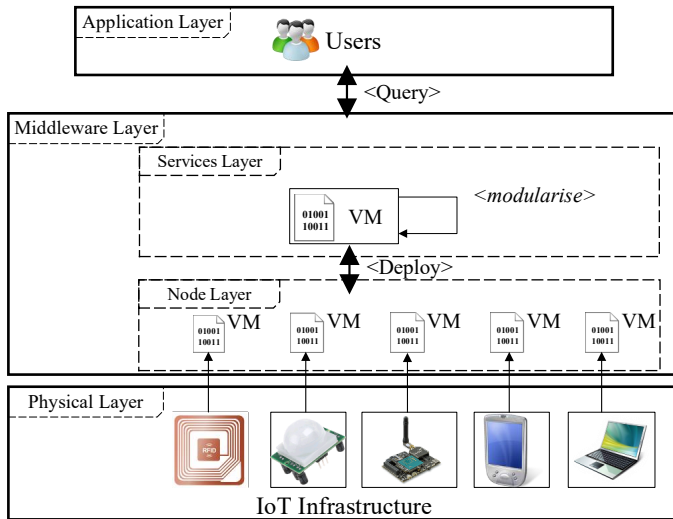 Application Layer
Users
<Query>
Middleware Layer
Services Layer
01001
10011
VM
<modularise>
<Deploy>
Node Layer
01001
10011
VM
01001
10011
VM
01001
10011
VM
01001
10011
VM
01001
10011
VM
Physical Layer
RFID
IoT Infrastructure